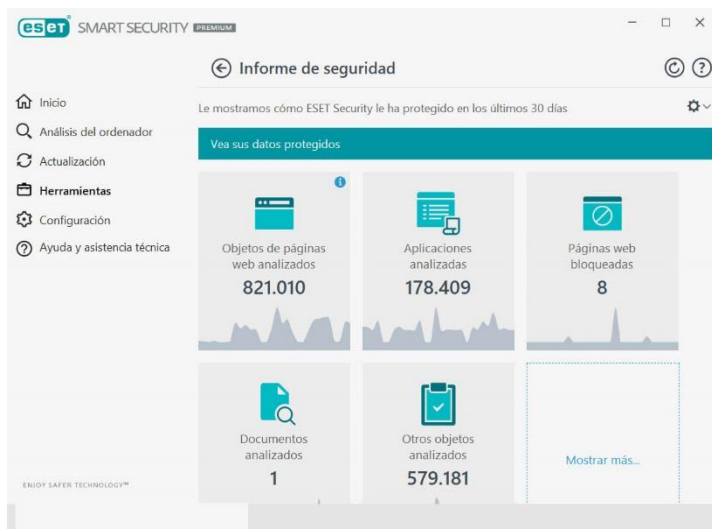 eset SMART SECURITY PREMIUM
Informe de seguridad
Inicio
Análisis del ordenador
Actualización
Herramientas
Configuración
Ayuda y asistencia técnica
ENJOY SAFER TECHNOLOGY™
Le mostramos cómo ESET Security le ha protegido en los últimos 30 días
Vea sus datos protegidos
Objetos de páginas
web analizados
821.010
Aplicaciones
analizadas
178.409
Páginas web
bloqueadas
8
Documentos
analizados
1
Otros objetos
analizados
579.181
Mostrar más...